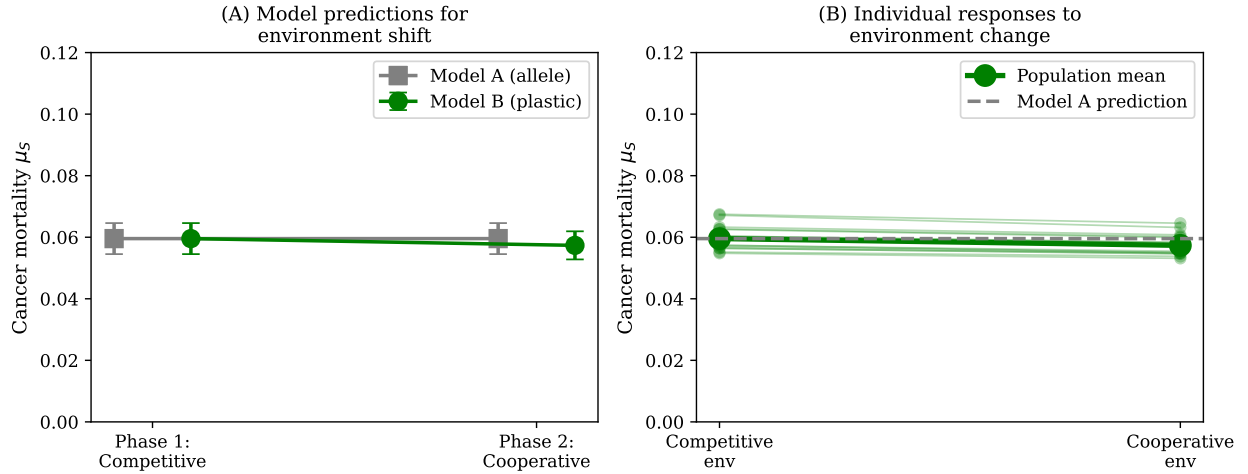 (A) Model predictions for
environment shift
Cancer mortality μS
0.12
0.10
0.08
0.06
0.04
0.02
0.00
Model A (allele)
Model B (plastic)
Phase 1:
Competitive
Phase 2:
Cooperative
(B) Individual responses to
environment change
Cancer mortality μS
0.12
0.10
0.08
0.06
0.04
0.02
0.00
Population mean
Model A prediction
Competitive
env
Cooperative
env